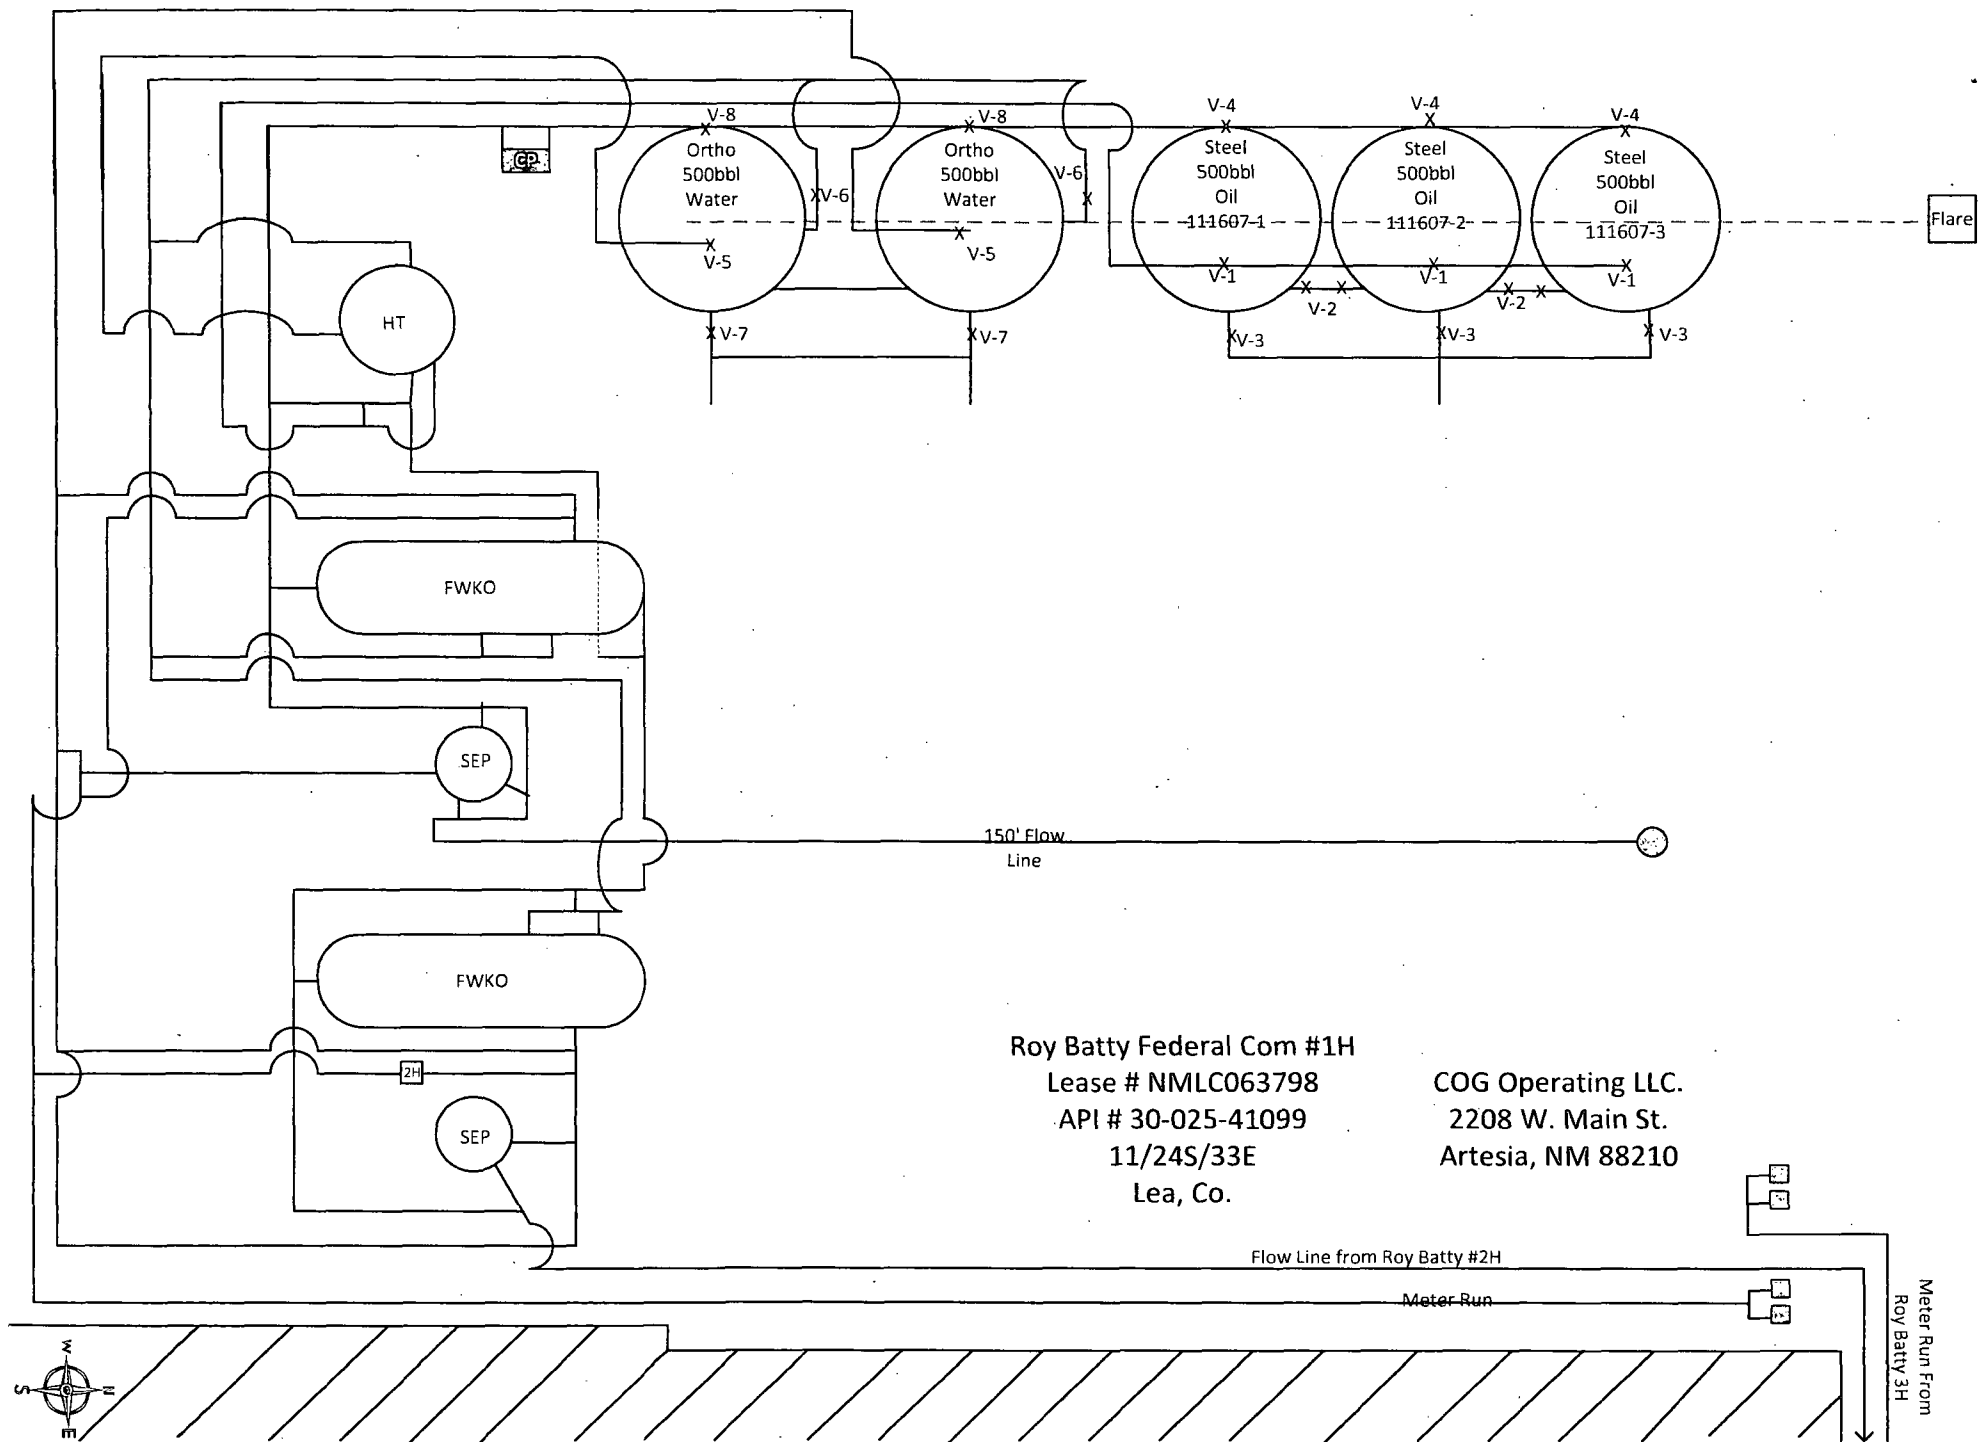 V-8
V-8
V-4
V-4
V-4
CP
Ortho
500bbl
Water
Ortho
500bbl
Water
Steel
500bbl
Oil
111607-1
Steel
500bbl
Oil
111607-2
Steel
500bbl
Oil
111607-3
V-6
V-6
Flare
V-5
V-5
V-1
V-1
V-1
V-2
V-2
HT
V-7
V-7
V-3
V-3
V-3
FWKO
SEP
150' Flow
Line
FWKO
2H
SEP
Roy Batty Federal Com #1H
Lease # NMLC063798
API # 30-025-41099
11/24S/33E
Lea, Co.
COG Operating LLC.
2208 W. Main St.
Artesia, NM 88210
Flow Line from Roy Batty #2H
Meter Run
Meter Run From
Roy Batty 3H
W
S
N
E